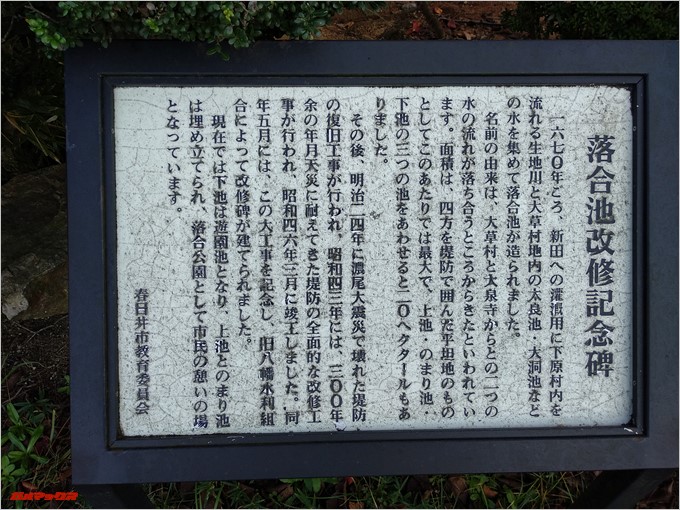 落合池改修記念碑
一六七〇年ころ、新田への灌漑用に下原村内を
流れる生地川と大草村地内の太良池・大洞池など
の水を集めて落合池が造られました。
名前の由来は、大草村と大泉寺からとの二つの
水の流れが落ち合うところからきたといわれてい
ます。面積は、四方を堤防で囲んだ平坦地のもの
としてこのあたりでは最大で、上池・のまり池・
下池の三つの池をあわせると二〇ヘクタールもあ
りました。
その後、明治二四年に濃尾大震災で壊れた堤防
の復旧工事が行われ、昭和四三年には、三〇〇年
余の年月天災に耐えてきた堤防の全面的な改修工
事が行われ、昭和四六年三月に竣工しました。同
年五月には、この大工事を記念し、旧八幡水利組
合によって改修碑が建てられました。
現在では下池は遊園池となり、上池とのまり池
は埋め立てられ、落合公園として市民の憩いの場
となっています。
春日井市教育委員会